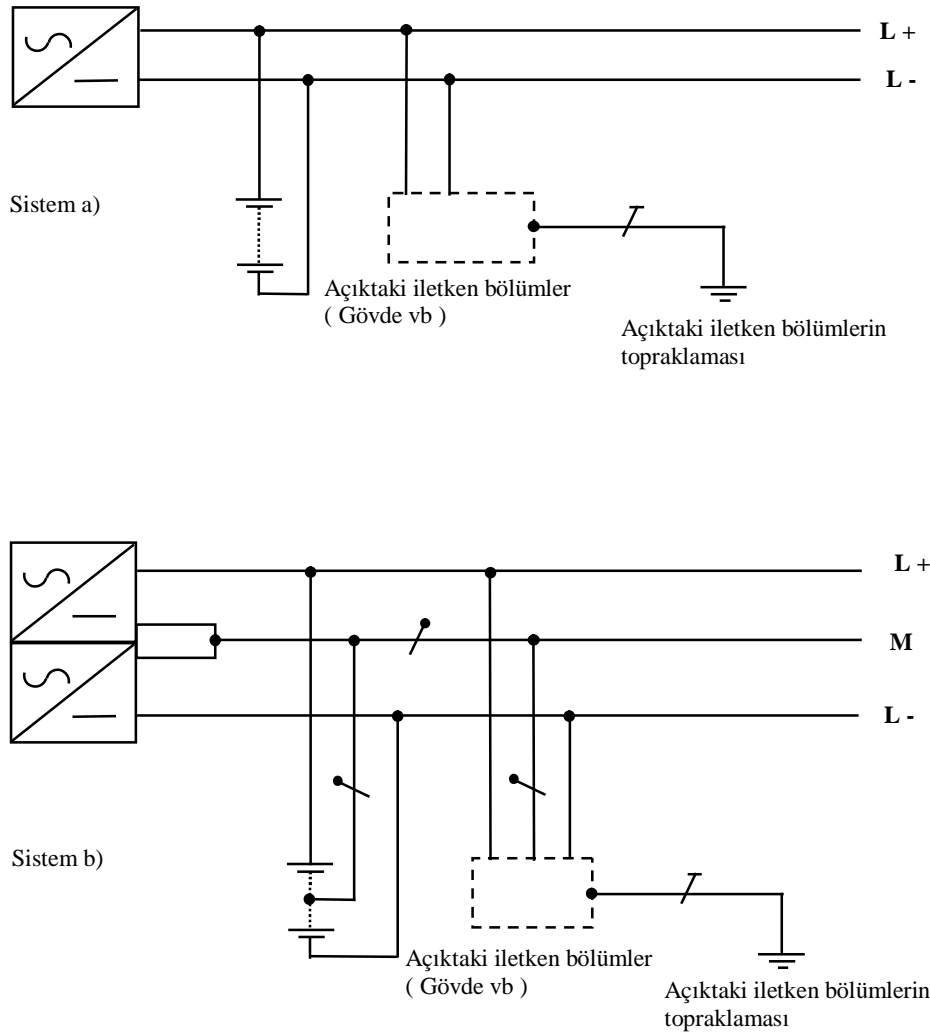 L +
L -
Sistem a)
Açıktaki iletken bölümler
( Gövde vb )
Açıktaki iletken bölümlerin
topraklaması
L +
M
L -
Sistem b)
Açıktaki iletken bölümler
( Gövde vb )
Açıktaki iletken bölümlerin
topraklaması